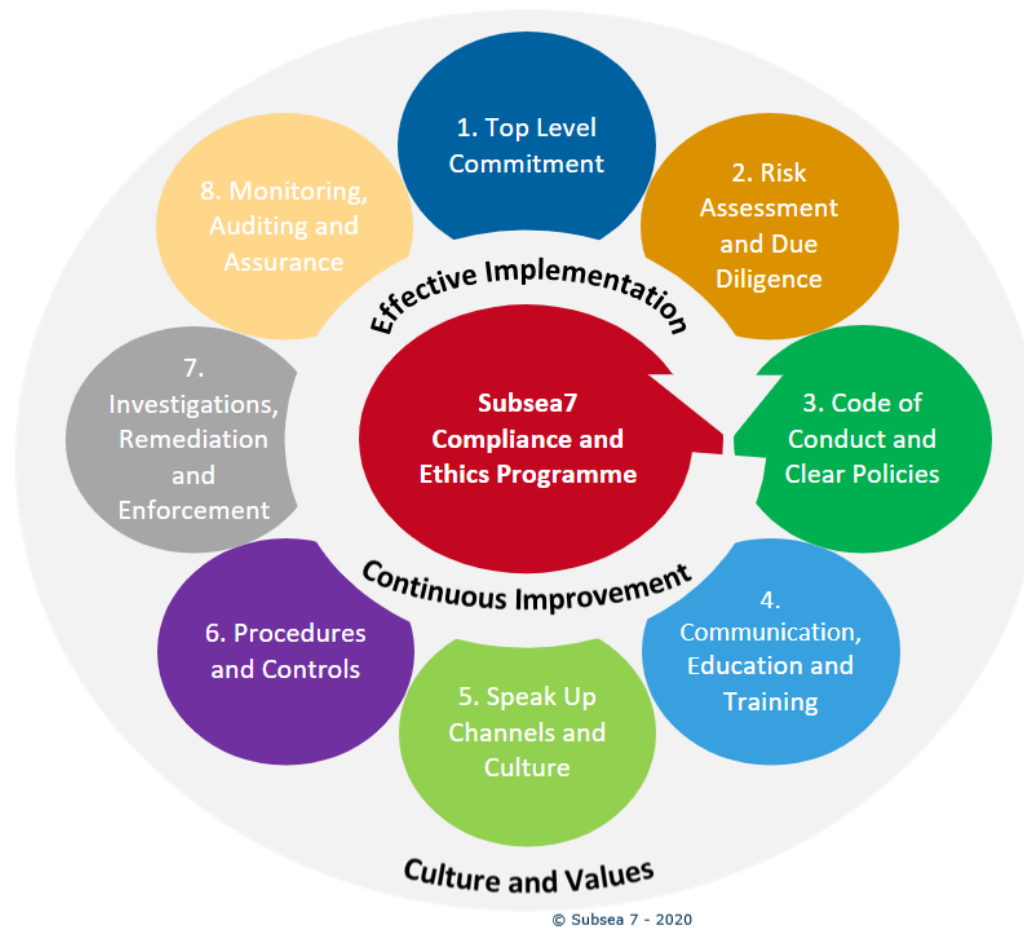 1. Top Level
Commitment
2. Risk
Assessment
and Due
Diligence
3. Code of
Conduct and
Clear Policies
4.
Communication,
Education and
Training
5. Speak Up
Channels and
Culture
6. Procedures
and Controls
7.
Investigations,
Remediation
and
Enforcement
8. Monitoring,
Auditing and
Assurance
Effective Implementation
Subsea7
Compliance and
Ethics Programme
Continuous Improvement
Culture and Values
© Subsea 7 - 2020